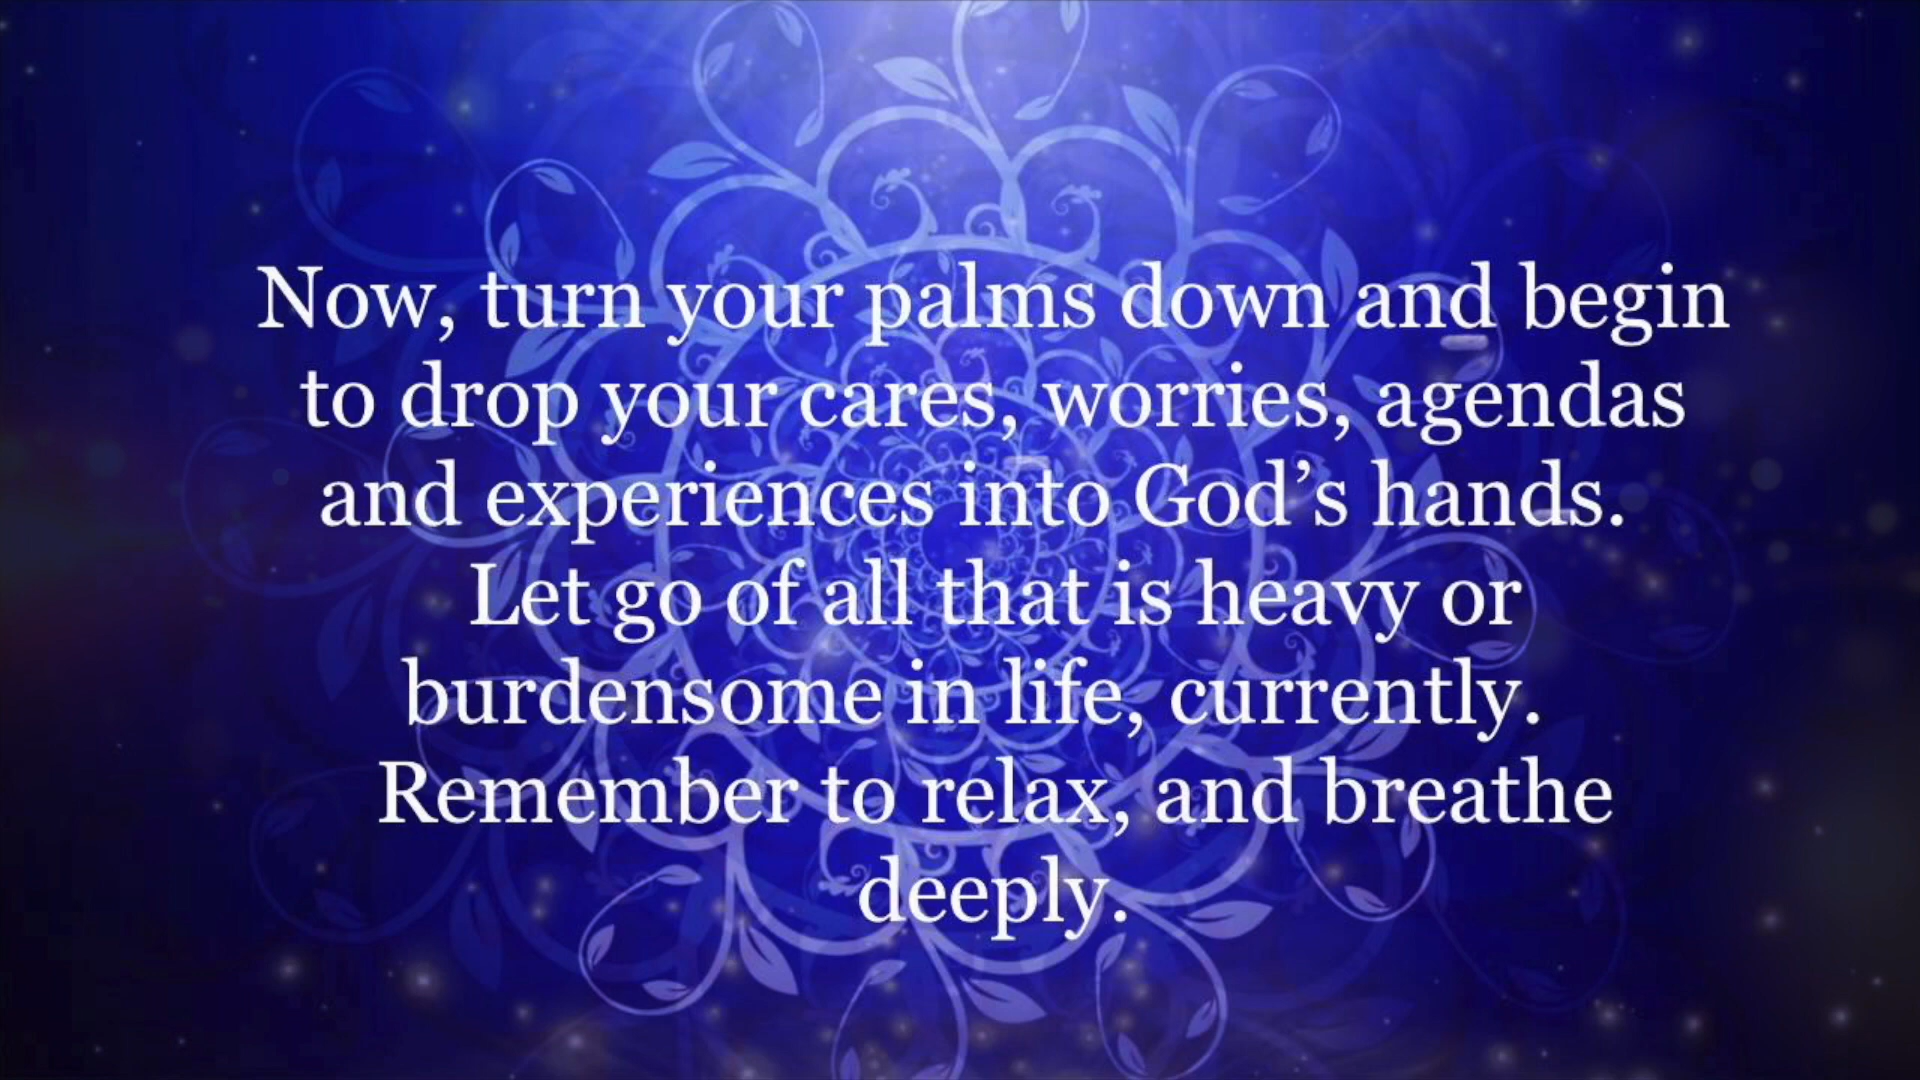 Now, turn your palms down and begin
to drop your cares, worries, agendas
and experiences into God’s hands.
Let go of all that is heavy or
burdensome in life, currently.
Remember to relax, and breathe
deeply.